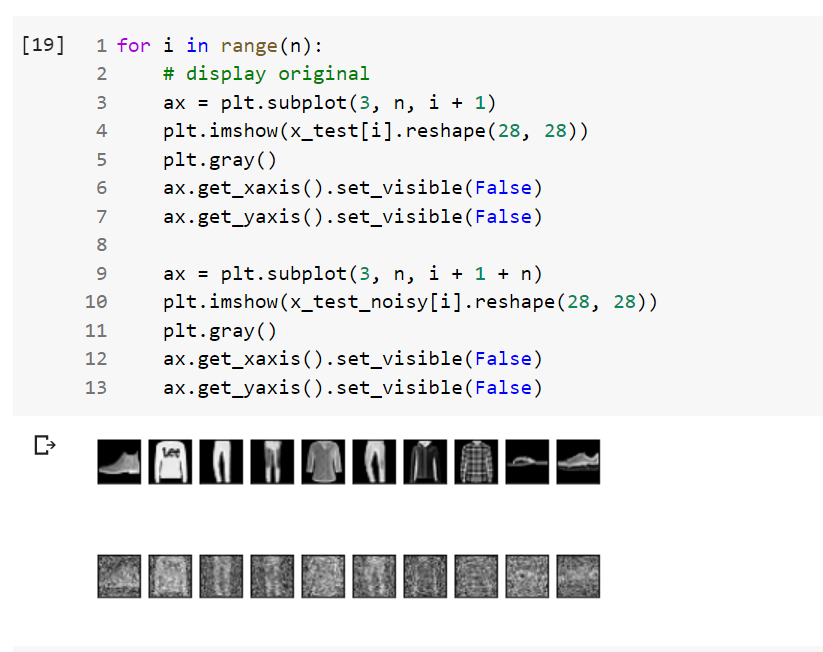 [19] 1 for i in range(n):
2 # display original
3 ax = plt.subplot(3, n, i + 1)
4 plt.imshow(x_test[i].reshape(28, 28))
5 plt.gray()
6 ax.get_xaxis().set_visible(False)
7 ax.get_yaxis().set_visible(False)
8
9 ax = plt.subplot(3, n, i + 1 + n)
10 plt.imshow(x_test_noisy[i].reshape(28, 28))
11 plt.gray()
12 ax.get_xaxis().set_visible(False)
13 ax.get_yaxis().set_visible(False)
Lee